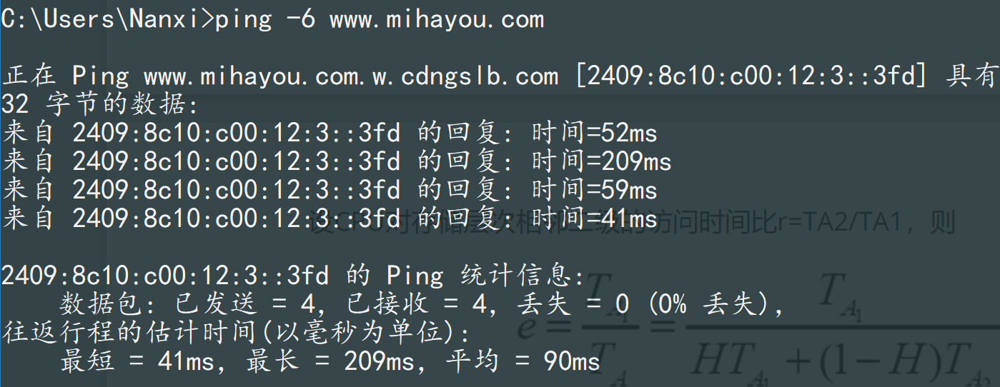 C:\Users\Nanxi>ping -6 www.mihayou.com
正在 Ping www.mihayou.com.w.cdngslb.com [2409:8c10:c00:12:3::3fd] 具有
32 字节的数据:
来自 2409:8c10:c00:12:3::3fd 的回复: 时间=52ms
来自 2409:8c10:c00:12:3::3fd 的回复: 时间=209ms
来自 2409:8c10:c00:12:3::3fd 的回复: 时间=59ms
来自 2409:8c10:c00:12:3::3fd 的回复: 时间=41ms
设CPU对存储层次相邻二级的访问时间比r=TA2/TA1，则
2409:8c10:c00:12:3::3fd 的 Ping 统计信息:
数据包: 已发送 = 4，已接收 = 4，丢失 = 0 (0% 丢失)，
往返行程的估计时间(以毫秒为单位):
最短 = 41ms，最长 = 209ms，平均 = 90ms
e = T_{A_1} / T_A = T_{A_1} / (HT_{A_1} + (1-H)T_{A_2})